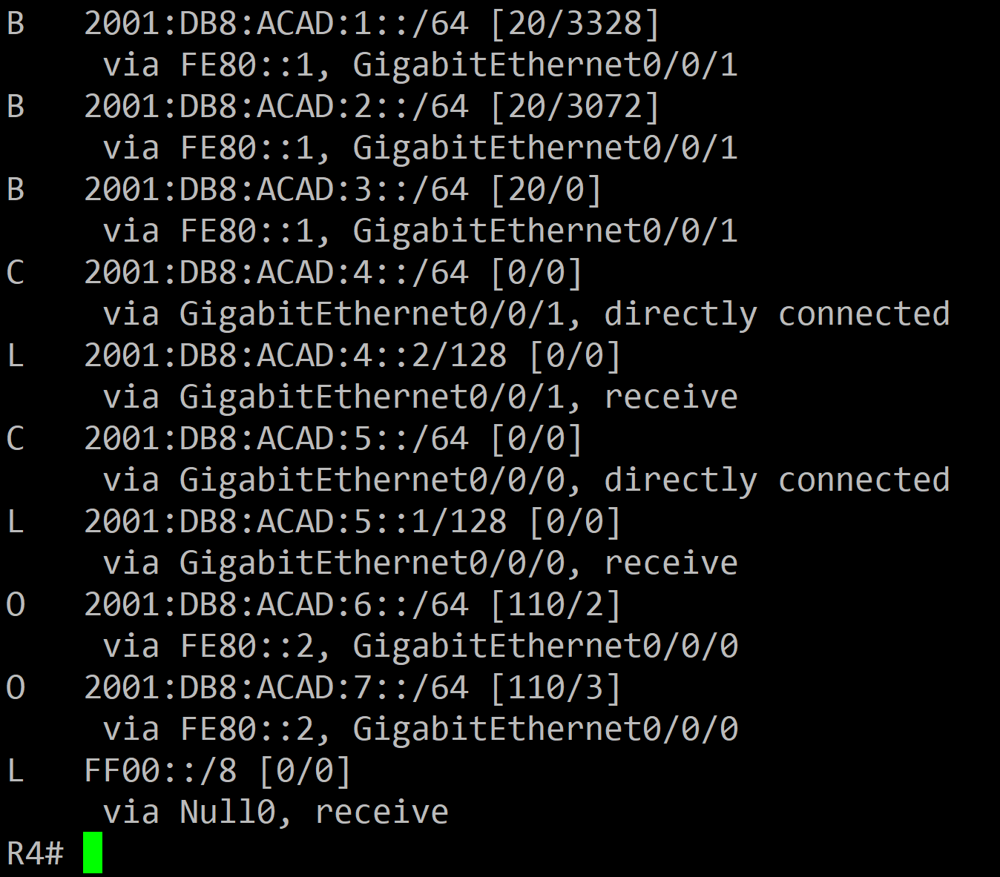 B   2001:DB8:ACAD:1::/64 [20/3328]
     via FE80::1, GigabitEthernet0/0/1
B   2001:DB8:ACAD:2::/64 [20/3072]
     via FE80::1, GigabitEthernet0/0/1
B   2001:DB8:ACAD:3::/64 [20/0]
     via FE80::1, GigabitEthernet0/0/1
C   2001:DB8:ACAD:4::/64 [0/0]
     via GigabitEthernet0/0/1, directly connected
L   2001:DB8:ACAD:4::2/128 [0/0]
     via GigabitEthernet0/0/1, receive
C   2001:DB8:ACAD:5::/64 [0/0]
     via GigabitEthernet0/0/0, directly connected
L   2001:DB8:ACAD:5::1/128 [0/0]
     via GigabitEthernet0/0/0, receive
O   2001:DB8:ACAD:6::/64 [110/2]
     via FE80::2, GigabitEthernet0/0/0
O   2001:DB8:ACAD:7::/64 [110/3]
     via FE80::2, GigabitEthernet0/0/0
L   FF00::/8 [0/0]
     via Null0, receive
R4#